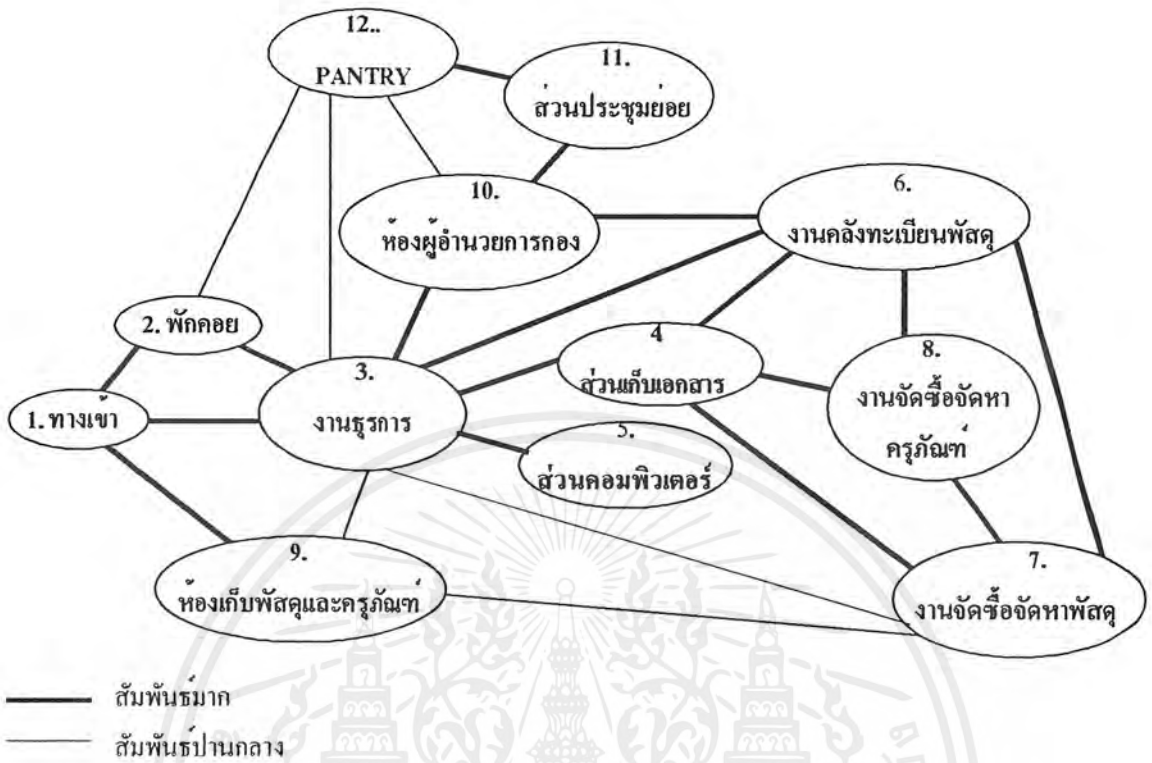 12..
PANTRY
11.
ส่วนประชุมย่อย
10.
ห้องผู้อำนวยการกอง
6.
งานคลังทะเบียนพัสดุ
2. พักคอย
3.
งานธุรการ
4
ส่วนเก็บเอกสาร
8.
งานจัดซื้อจัดหา
ครุภัณฑ์
1. ทางเข้า
5.
ส่วนคอมพิวเตอร์
9.
ห้องเก็บพัสดุและครุภัณฑ์
7.
งานจัดซื้อจัดหาพัสดุ
สัมพันธ์มาก
สัมพันธ์ปานกลาง